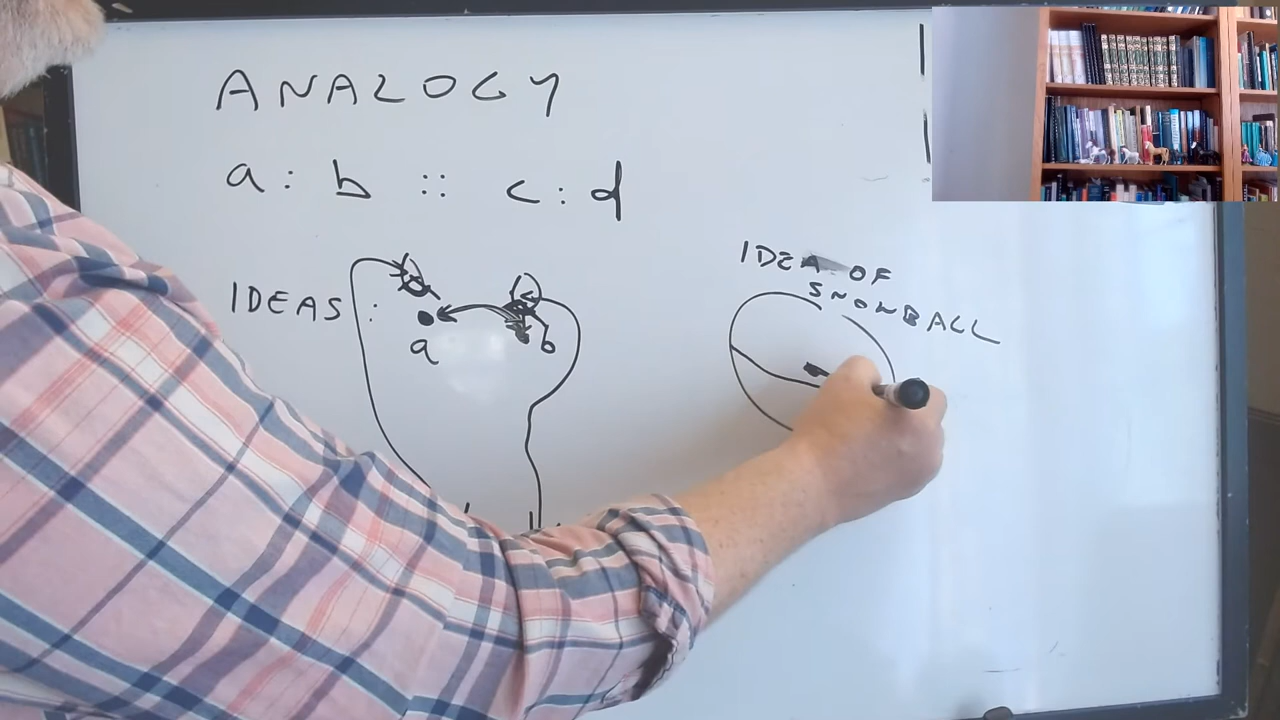 ANALOGY
a : b :: c : d
IDEAS :
a
b
IDEA OF
SNOWBALL